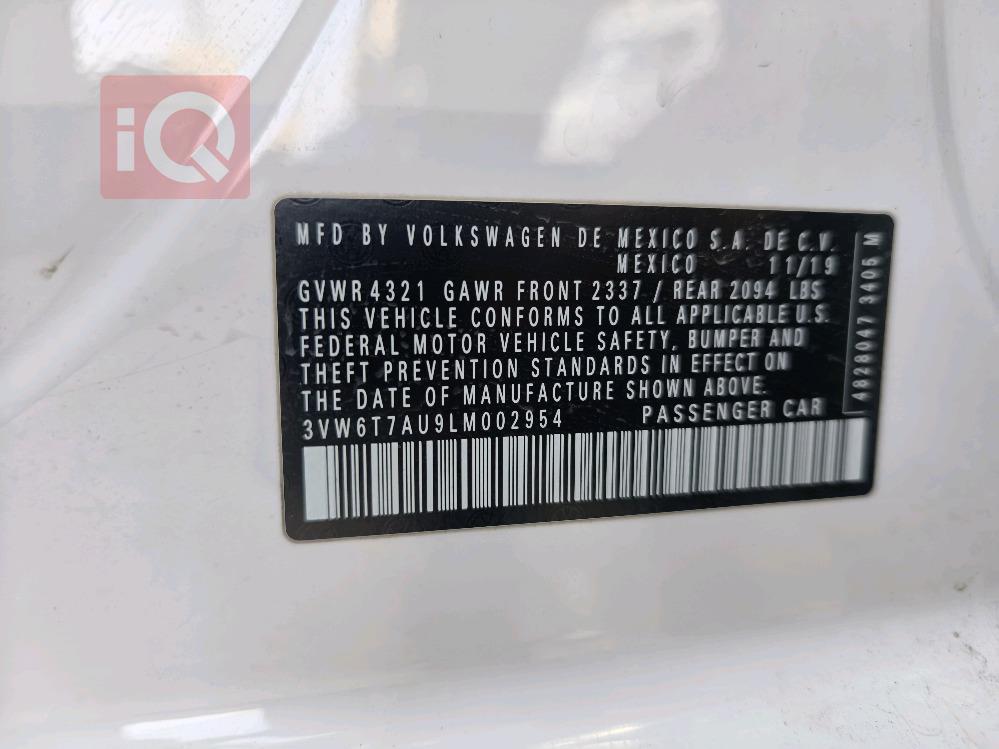 iQ
MFD BY VOLKSWAGEN DE MEXICO S.A. DE C.V.
MEXICO 11/19
GVWR 4321 GAWR FRONT 2337 / REAR 2094 LBS
THIS VEHICLE CONFORMS TO ALL APPLICABLE U.S.
FEDERAL MOTOR VEHICLE SAFETY, BUMPER AND
THEFT PREVENTION STANDARDS IN EFFECT ON
THE DATE OF MANUFACTURE SHOWN ABOVE.
3VW6T7AU9LM002954 PASSENGER CAR
4828047 3405 M